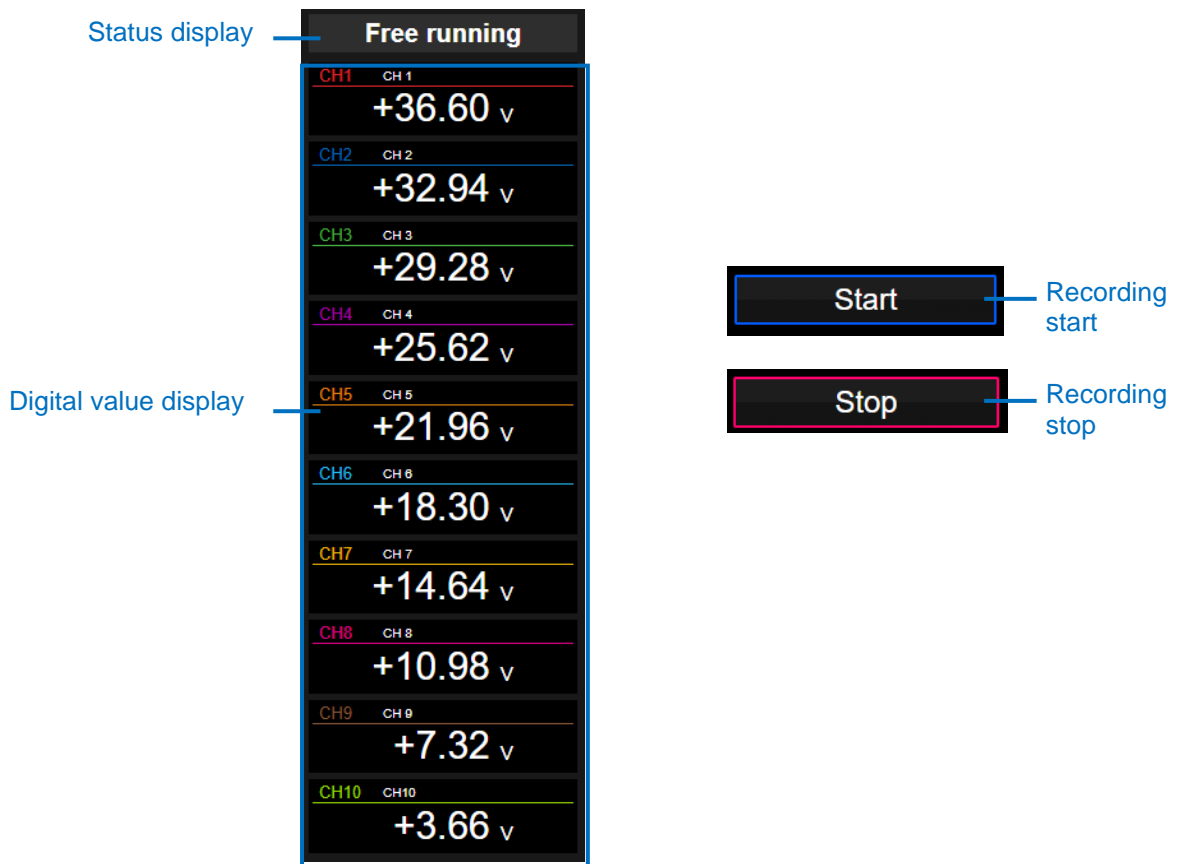 Status display
Free running
CH1 CH 1
+36.60 V
CH2 CH 2
+32.94 V
CH3 CH 3
+29.28 V
CH4 CH 4
+25.62 V
Digital value display
CH5 CH 5
+21.96 V
CH6 CH 6
+18.30 V
CH7 CH 7
+14.64 V
CH8 CH 8
+10.98 V
CH9 CH 9
+7.32 V
CH10 CH10
+3.66 V
Start
Recording
start
Stop
Recording
stop